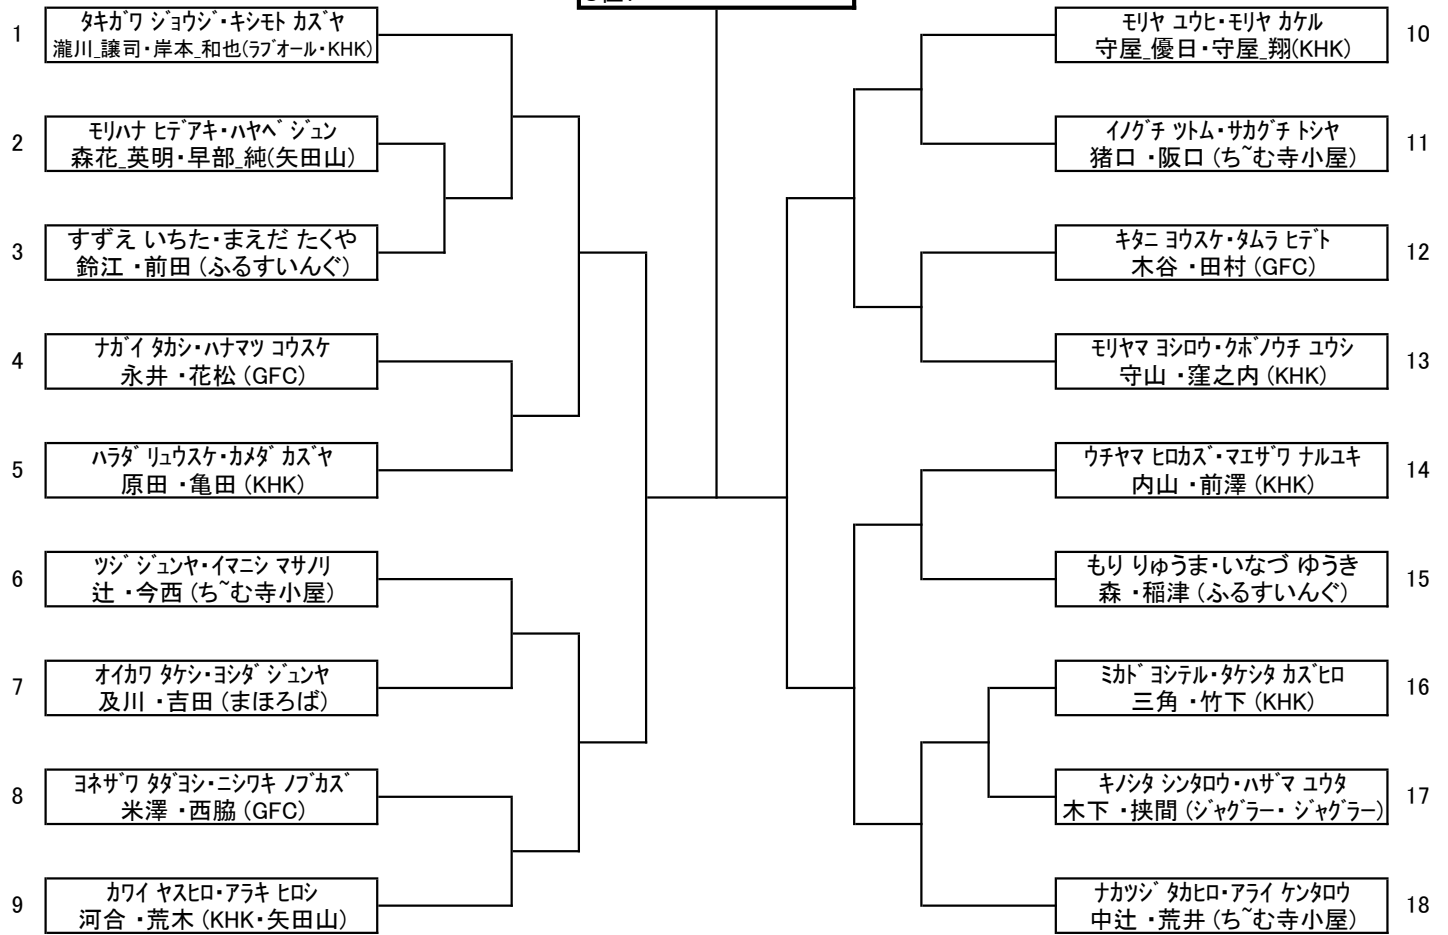 1
ﾀｷｶﾞﾜ ｼﾞｮｳｼﾞ・ｷｼﾓﾄ ｶｽﾞﾔ
瀧川_譲司・岸本_和也(ﾗﾌﾞオール・KHK)
2
ﾓﾘﾊﾅ ﾋﾃﾞｱｷ・ﾊﾔﾍﾞ ｼﾞｭﾝ
森花_英明・早部_純(矢田山)
3
すずえ いちた・まえだ たくや
鈴江 ・前田 (ふるすいんぐ)
4
ﾅｶﾞｲ ﾀｶｼ・ﾊﾅﾏﾂ ｺｳｽｹ
永井 ・花松 (GFC)
5
ﾊﾗﾀﾞ ﾘｭｳｽｹ・ｶﾒﾀﾞ ｶｽﾞﾔ
原田 ・亀田 (KHK)
6
ﾂｼﾞ ｼﾞｭﾝﾔ・ｲﾏﾆｼ ﾏｻﾉﾘ
辻 ・今西 (ち~む寺小屋)
7
ｵｲｶﾜ ﾀｹｼ・ﾖｼﾀﾞ ｼﾞｭﾝﾔ
及川 ・吉田 (まほろば)
8
ﾖﾈｻﾞﾜ ﾀﾀﾞﾖｼ・ﾆｼﾜｷ ﾉﾌﾞｶｽﾞ
米澤 ・西脇 (GFC)
9
ｶﾜｲ ﾔｽﾋﾛ・ｱﾗｷ ﾋﾛｼ
河合 ・荒木 (KHK・矢田山)
ﾓﾘﾔ ﾕｳﾋ・ﾓﾘﾔ ｶｹﾙ
守屋_優日・守屋_翔(KHK)
10
ｲﾉｸﾞﾁ ﾂﾄﾑ・ｻｶｸﾞﾁ ﾄｼﾔ
猪口 ・阪口 (ち~む寺小屋)
11
ｷﾀﾆ ﾖｳｽｹ・ﾀﾑﾗ ﾋﾃﾞﾄ
木谷 ・田村 (GFC)
12
ﾓﾘﾔﾏ ﾖｼﾛｳ・ｸﾎﾞﾉｳﾁ ﾕｳｼ
守山 ・窪之内 (KHK)
13
ｳﾁﾔﾏ ﾋﾛｶｽﾞ・ﾏｴｻﾞﾜ ﾅﾙﾕｷ
内山 ・前澤 (KHK)
14
もり りゅうま・いなづ ゆうき
森 ・稲津 (ふるすいんぐ)
15
ﾐｶﾄﾞ ﾖｼﾃﾙ・ﾀｹｼﾀ ｶｽﾞﾋﾛ
三角 ・竹下 (KHK)
16
ｷﾉｼﾀ ｼﾝﾀﾛｳ・ﾊｻﾞﾏ ﾕｳﾀ
木下 ・挟間 (ジｬｸﾞラー・ ジｬｸﾞラー)
17
ﾅｶﾂｼﾞ ﾀｶﾋﾛ・ｱﾗｲ ｹﾝﾀﾛｳ
中辻 ・荒井 (ち~む寺小屋)
18